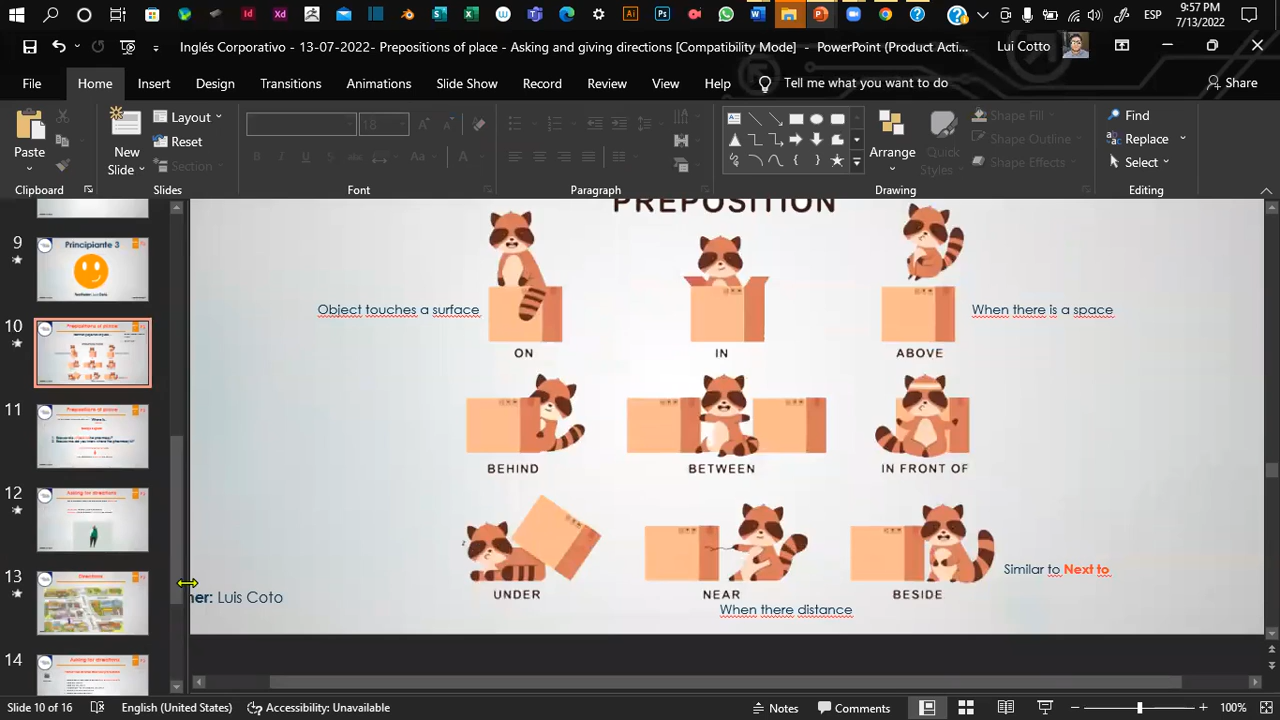 9:57 PM
ESP
7/13/2022
Inglés Corporativo - 13-07-2022- Prepositions of place - Asking and giving directions [Compatibility Mode] - PowerPoint (Product Acti...
Lui Cotto
File Home Insert Design Transitions Animations Slide Show Record Review View Help Tell me what you want to do Share
Paste
New Slide
Layout
Reset
Section
18
Arrange
Quick Styles
Shape Fill
Shape Outline
Shape Effects
Find
Replace
Select
Clipboard Slides Font Paragraph Drawing Editing
9
Principiante 3
10
Prepositions of place
11
Prepositions of place
12
Asking for directions
13
Directions
14
Asking for directions
PREPOSITION
Object touches a surface
When there is a space
ON IN ABOVE
BEHIND BETWEEN IN FRONT OF
Similar to Next to
UNDER NEAR BESIDE
ner: Luis Coto
When there distance
Slide 10 of 16 English (United States) Accessibility: Unavailable Notes Comments 100%